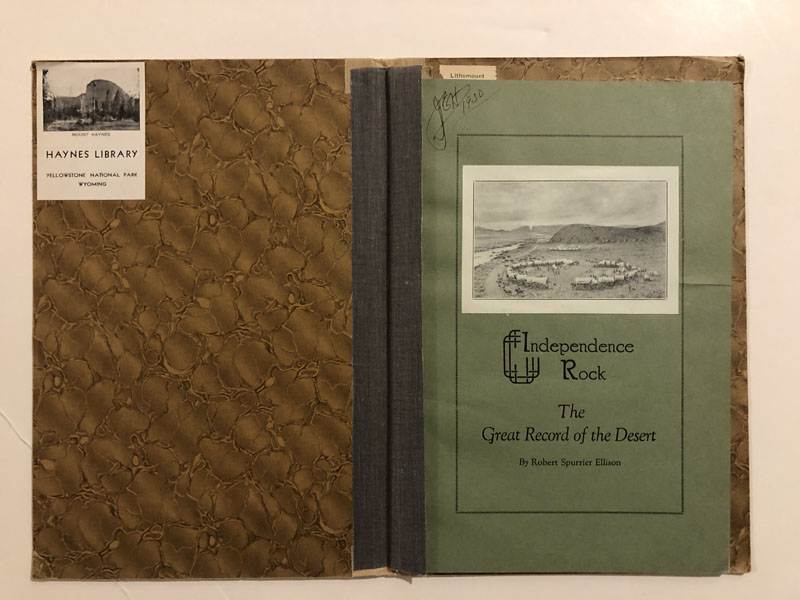 MOUNT HAYNES
HAYNES LIBRARY
YELLOWSTONE NATIONAL PARK
WYOMING
Lithomount
JEH 1930
Independence
Rock
The
Great Record of the Desert
By Robert Spurrier Ellison